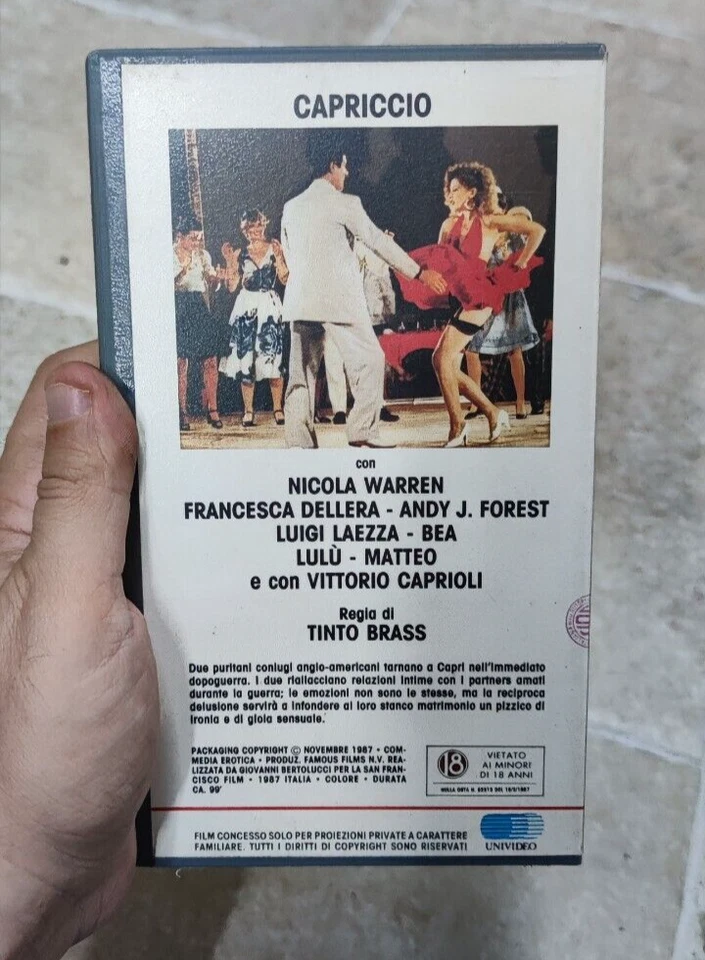 CAPRICCIO
con
NICOLA WARREN
FRANCESCA DELLERA - ANDY J. FOREST
LUIGI LAEZZA - BEA
LULÙ - MATTEO
e con VITTORIO CAPRIOLI
Regia di
TINTO BRASS
Due puritani coniugi anglo-americani tarnano a Capri nell'immediato
dopoguerra. I due riallacciano relazioni intime con i partners amati
durante la guerra; le emozioni non sono le stesse, ma la reciproca
delusione servirà a infondere al loro stanco matrimonio un pizzico di
ironia e di gioia sensuale.
PACKAGING COPYRIGHT © NOVEMBRE 1987 • COM-
MEDIA EROTICA • PRODUZ. FAMOUS FILMS N.V. REA-
LIZZATA DA GIOVANNI BERTOLUCCI PER LA SAN FRAN-
CISCO FILM • 1987 ITALIA • COLORE • DURATA
CA. 99'
18
VIETATO
AI MINORI
DI 18 ANNI
NULLA OSTA N.
FILM CONCESSO SOLO PER PROIEZIONI PRIVATE A CARATTERE
FAMILIARE. TUTTI I DIRITTI DI COPYRIGHT SONO RISERVATI
UNIVIDEO